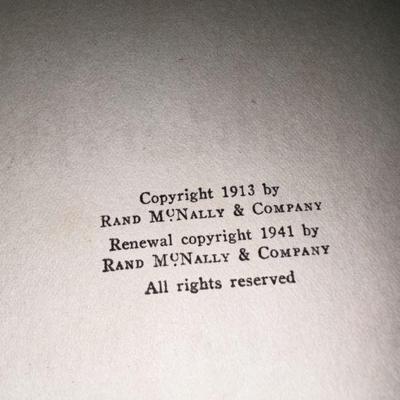 Copyright 1913 by
RAND MCNALLY & COMPANY
Renewal copyright 1941 by
RAND MCNALLY & COMPANY
All rights reserved